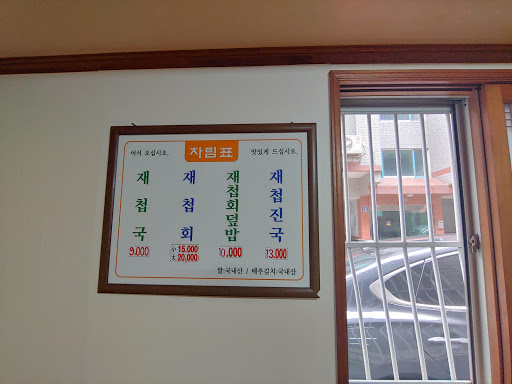 어서 오십시오.
차림표
맛있게 드십시오.
재첩국
9,000
재첩회
小 15,000
大 20,000
재첩회덮밥
10,000
재첩진국
13,000
쌀:국내산 / 배추김치:국내산